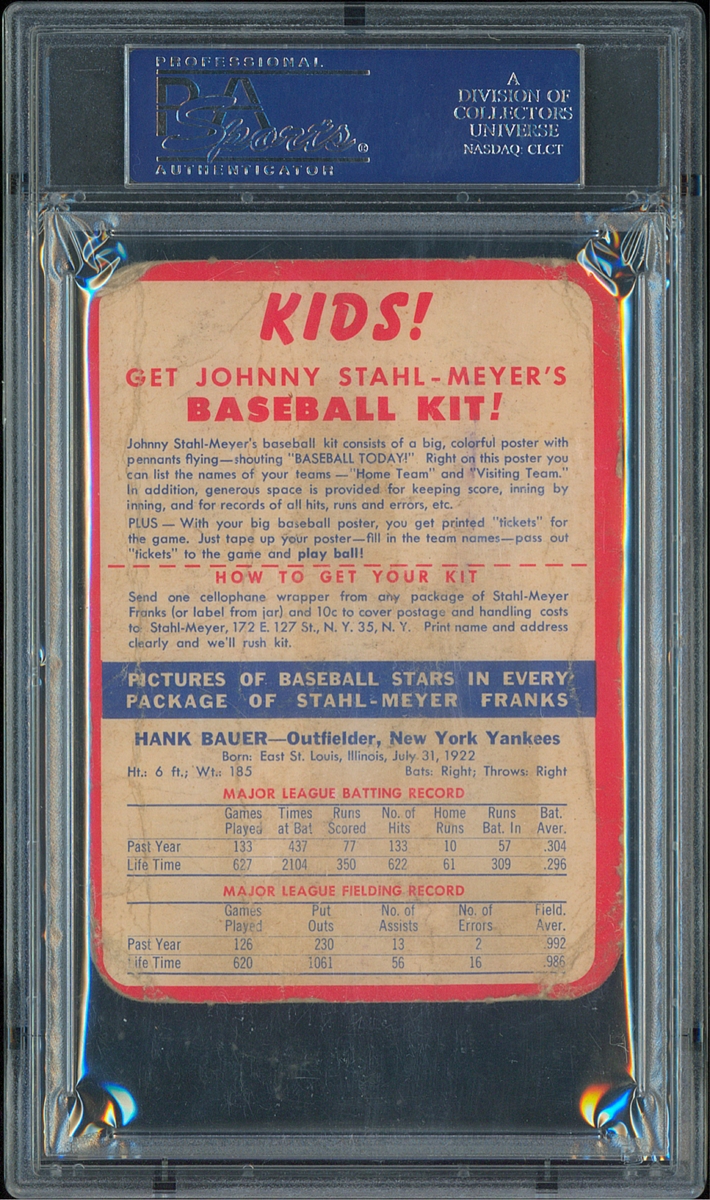 PROFESSIONAL
PSA
Sports®
AUTHENTICATOR
A
DIVISION OF
COLLECTORS
UNIVERSE
NASDAQ: CLCT
KIDS!
GET JOHNNY STAHL-MEYER'S
BASEBALL KIT!
Johnny Stahl-Meyer's baseball kit consists of a big, colorful poster with
pennants flying—shouting "BASEBALL TODAY!" Right on this poster you
can list the names of your teams—"Home Team" and "Visiting Team."
In addition, generous space is provided for keeping score, inning by
inning, and for records of all hits, runs and errors, etc.
PLUS — With your big baseball poster, you get printed "tickets" for
the game. Just tape up your poster—fill in the team names—pass out
"tickets" to the game and play ball!
HOW TO GET YOUR KIT
Send one cellophane wrapper from any package of Stahl-Meyer
Franks (or label from jar) and 10c to cover postage and handling costs
to Stahl-Meyer, 172 E. 127 St., N. Y. 35, N. Y. Print name and address
clearly and we'll rush kit.
PICTURES OF BASEBALL STARS IN EVERY
PACKAGE OF STAHL-MEYER FRANKS
HANK BAUER—Outfielder, New York Yankees
Born: East St. Louis, Illinois, July 31, 1922
Ht.: 6 ft.; Wt.: 185 Bats: Right; Throws: Right
MAJOR LEAGUE BATTING RECORD
Games Times Runs No. of Home Runs Bat.
Played at Bat Scored Hits Runs Bat. In Aver.
Past Year 133 437 77 133 10 57 .304
Life Time 627 2104 350 622 61 309 .296
MAJOR LEAGUE FIELDING RECORD
Games Put No. of No. of Field.
Played Outs Assists Errors Aver.
Past Year 126 230 13 2 .992
Life Time 620 1061 56 16 .986